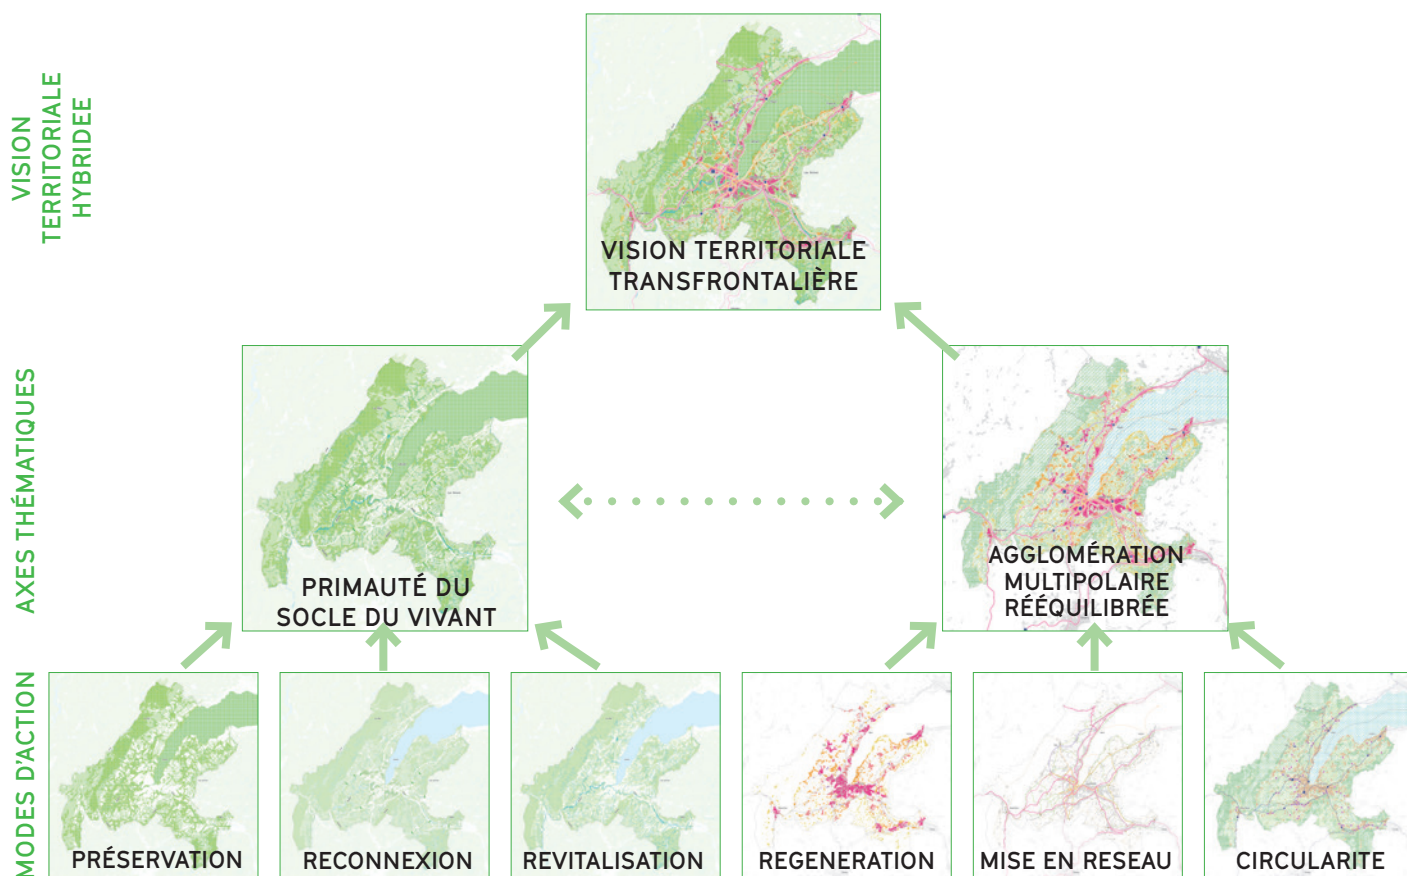 VISION
TERRITORIALE
HYBRIDEE
VISION TERRITORIALE
TRANSFRONTALIÈRE
AXES THÉMATIQUES
PRIMAUTÉ DU
SOCLE DU VIVANT
AGGLOMÉRATION
MULTIPOLAIRE
RÉÉQUILIBRÉE
MODES D'ACTION
PRÉSERVATION
RECONNEXION
REVITALISATION
REGENERATION
MISE EN RESEAU
CIRCULARITE